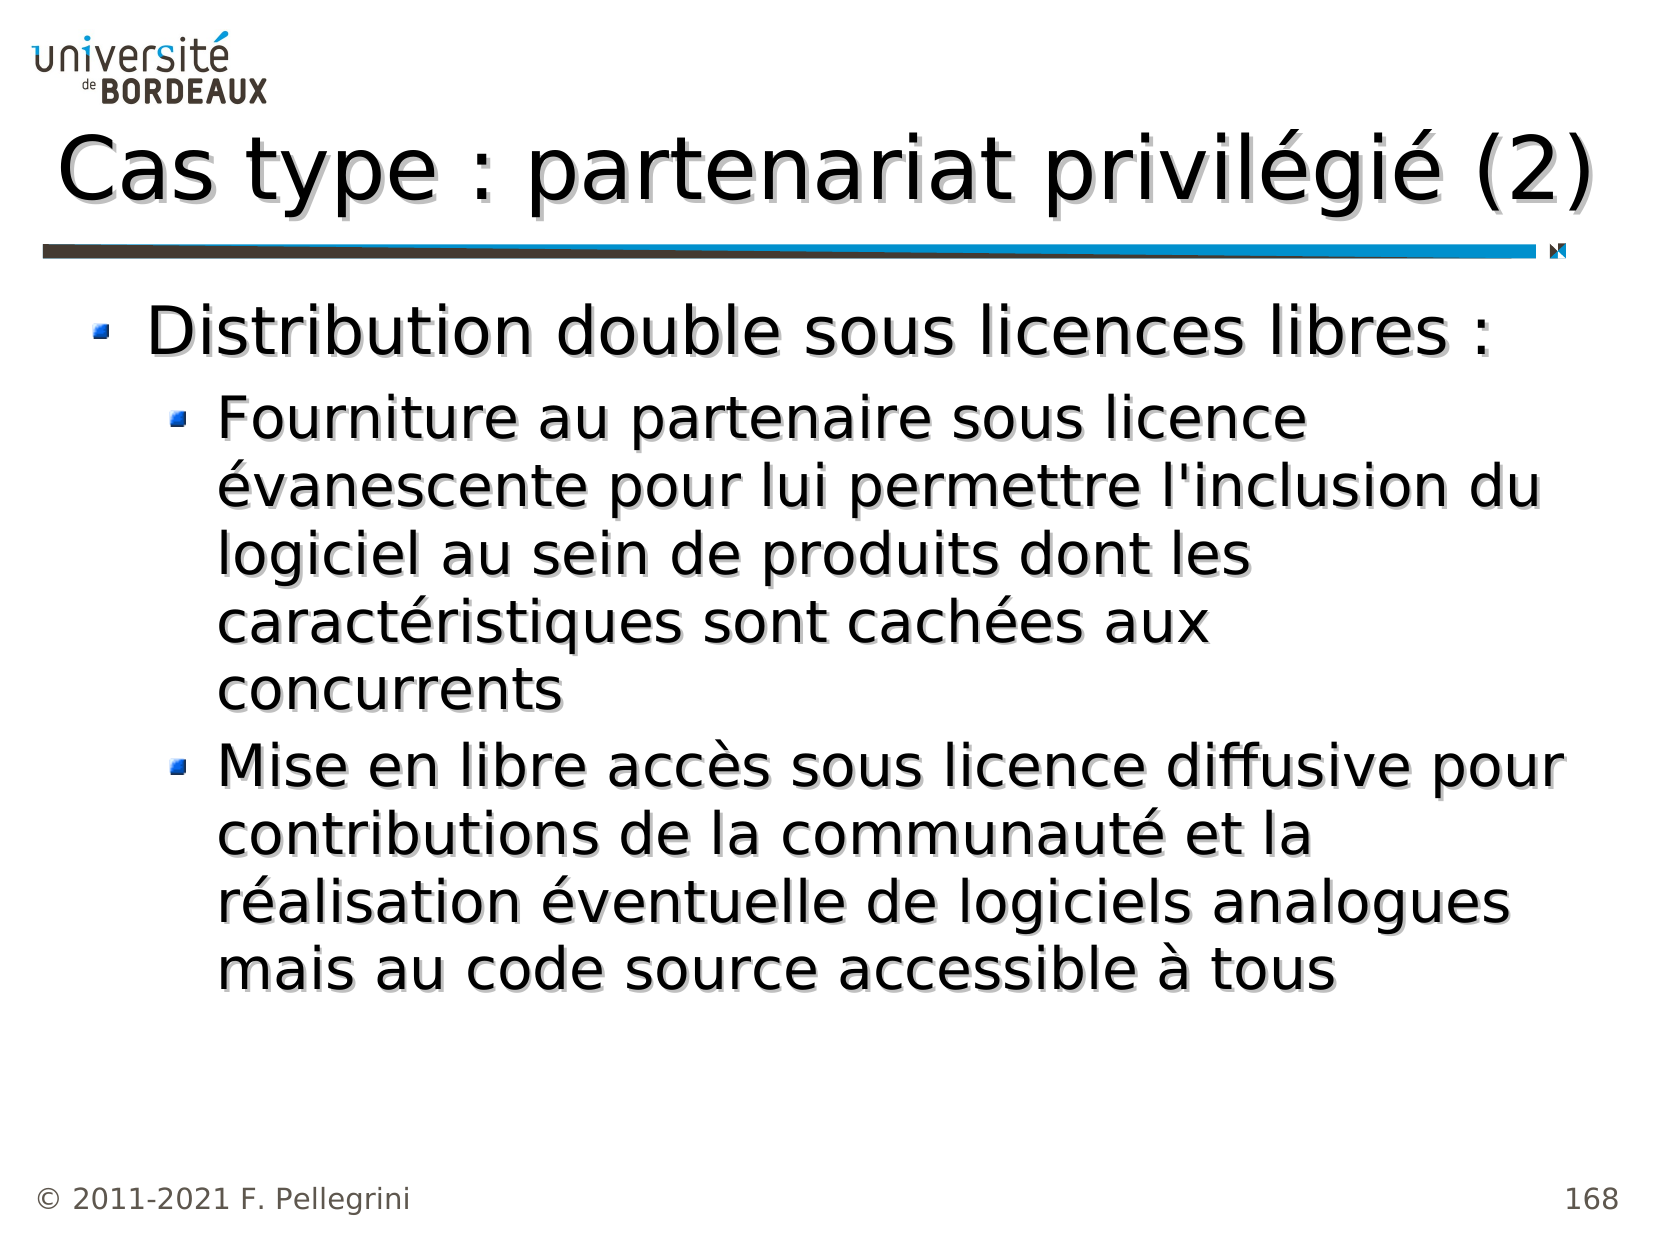 université
de BORDEAUX
Cas type : partenariat privilégié (2)
Distribution double sous licences libres :
Fourniture au partenaire sous licence
évanescente pour lui permettre l'inclusion du
logiciel au sein de produits dont les
caractéristiques sont cachées aux
concurrents
Mise en libre accès sous licence diffusive pour
contributions de la communauté et la
réalisation éventuelle de logiciels analogues
mais au code source accessible à tous
© 2011-2021 F. Pellegrini
168